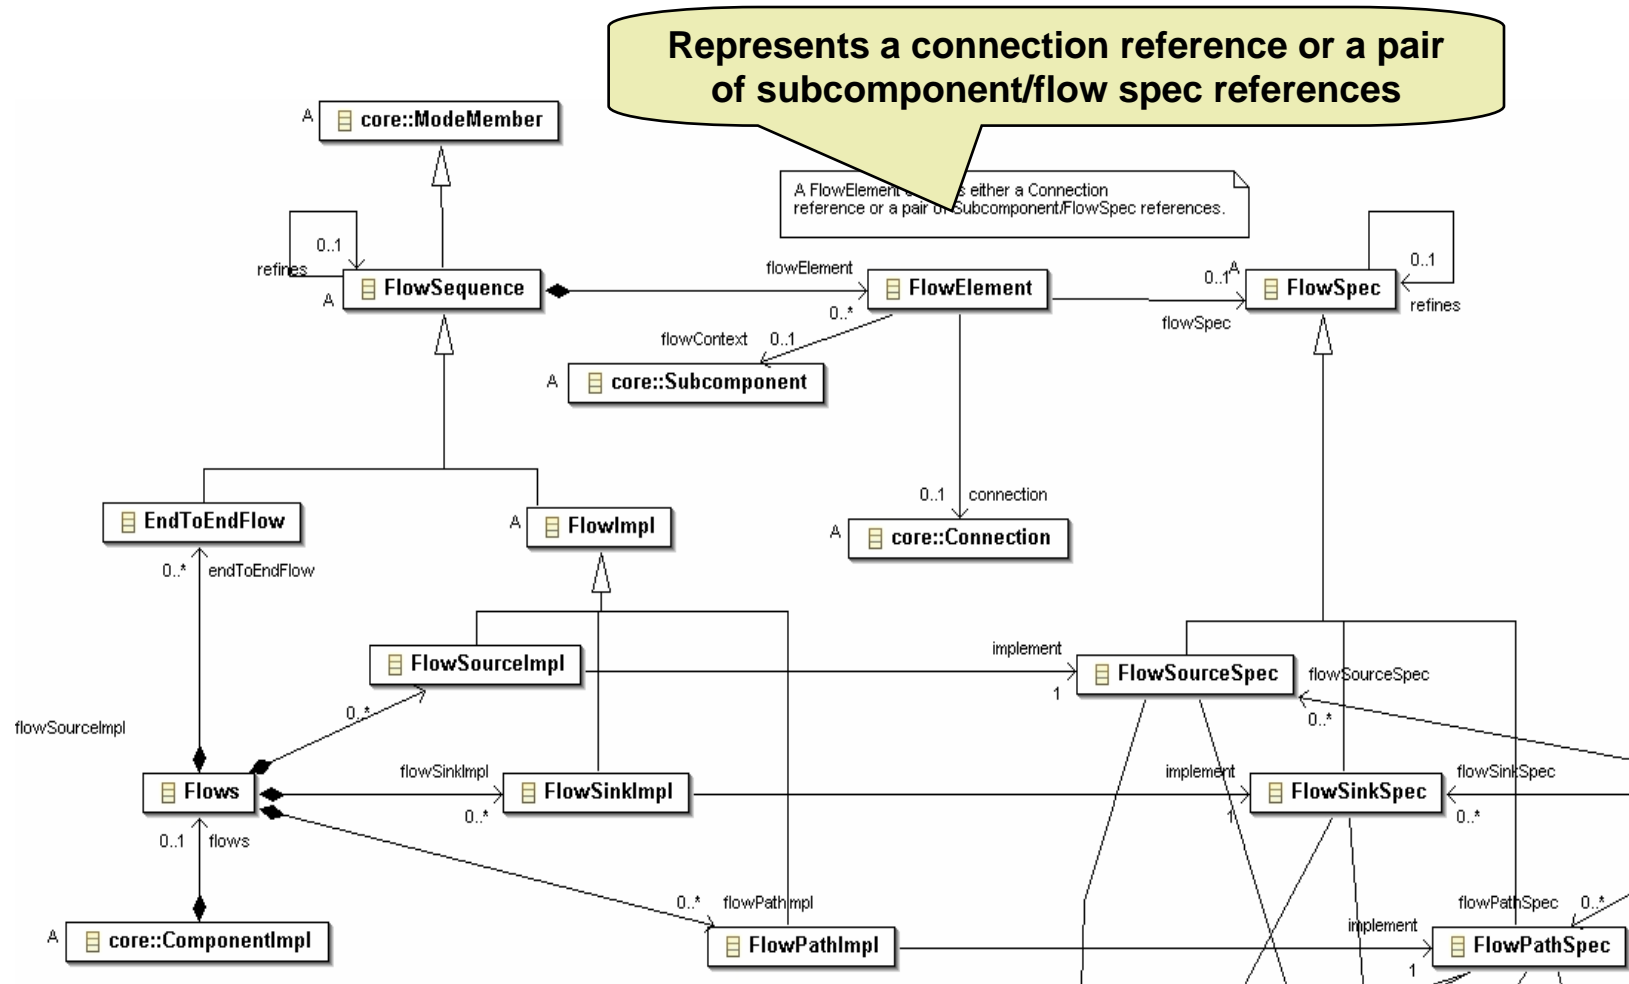 Represents a connection reference or a pair
of subcomponent/flow spec references
A core::ModeMember
A FlowElement s either a Connection
reference or a pair of Subcomponent/FlowSpec references.
0..1
refines
A FlowSequence
flowElement
0..*
FlowElement
0..1
flowSpec
A FlowSpec
0..1
refines
flowContext 0..1
A core::Subcomponent
0..1 connection
A core::Connection
EndToEndFlow
A FlowImpl
0..* endToEndFlow
FlowSourceImpl
implement
1
FlowSourceSpec
flowSourceSpec
0..*
flowSourceImpl
0..*
Flows
flowSinkImpl
0..*
FlowSinkImpl
implement
1
FlowSinkSpec
flowSinkSpec
0..*
0..1 flows
0..* flowPathImpl
A core::ComponentImpl
FlowPathImpl
implement
1
flowPathSpec 0..*
FlowPathSpec